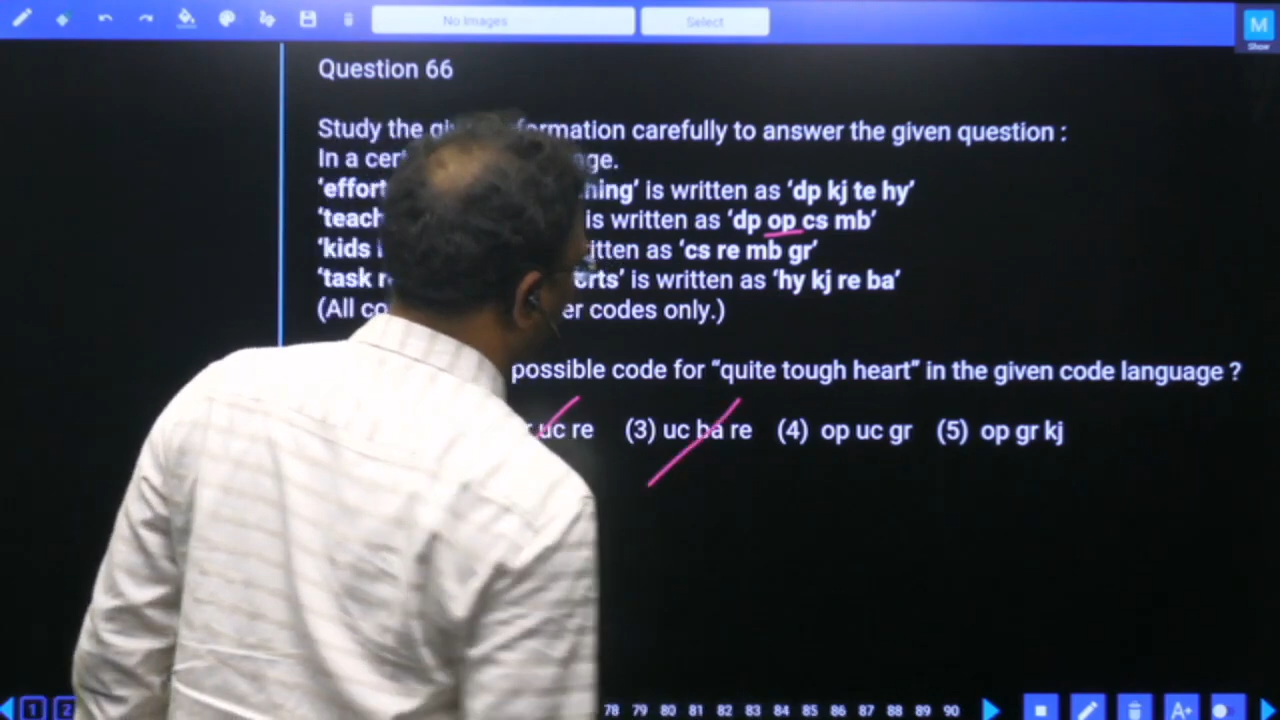 No Images Select M
Show
Question 66
Study the formation carefully to answer the given question :
In a
'effort hing' is written as 'dp kj te hy'
'teach is written as 'dp op cs mb'
'kids itten as 'cs re mb gr'
'task orts' is written as 'hy kj re ba'
(All er codes only.)
possible code for "quite tough heart" in the given code language ?
uc re (3) uc ba re (4) op uc gr (5) op gr kj
1 2 78 79 80 81 82 83 84 85 86 87 88 89 90 A+